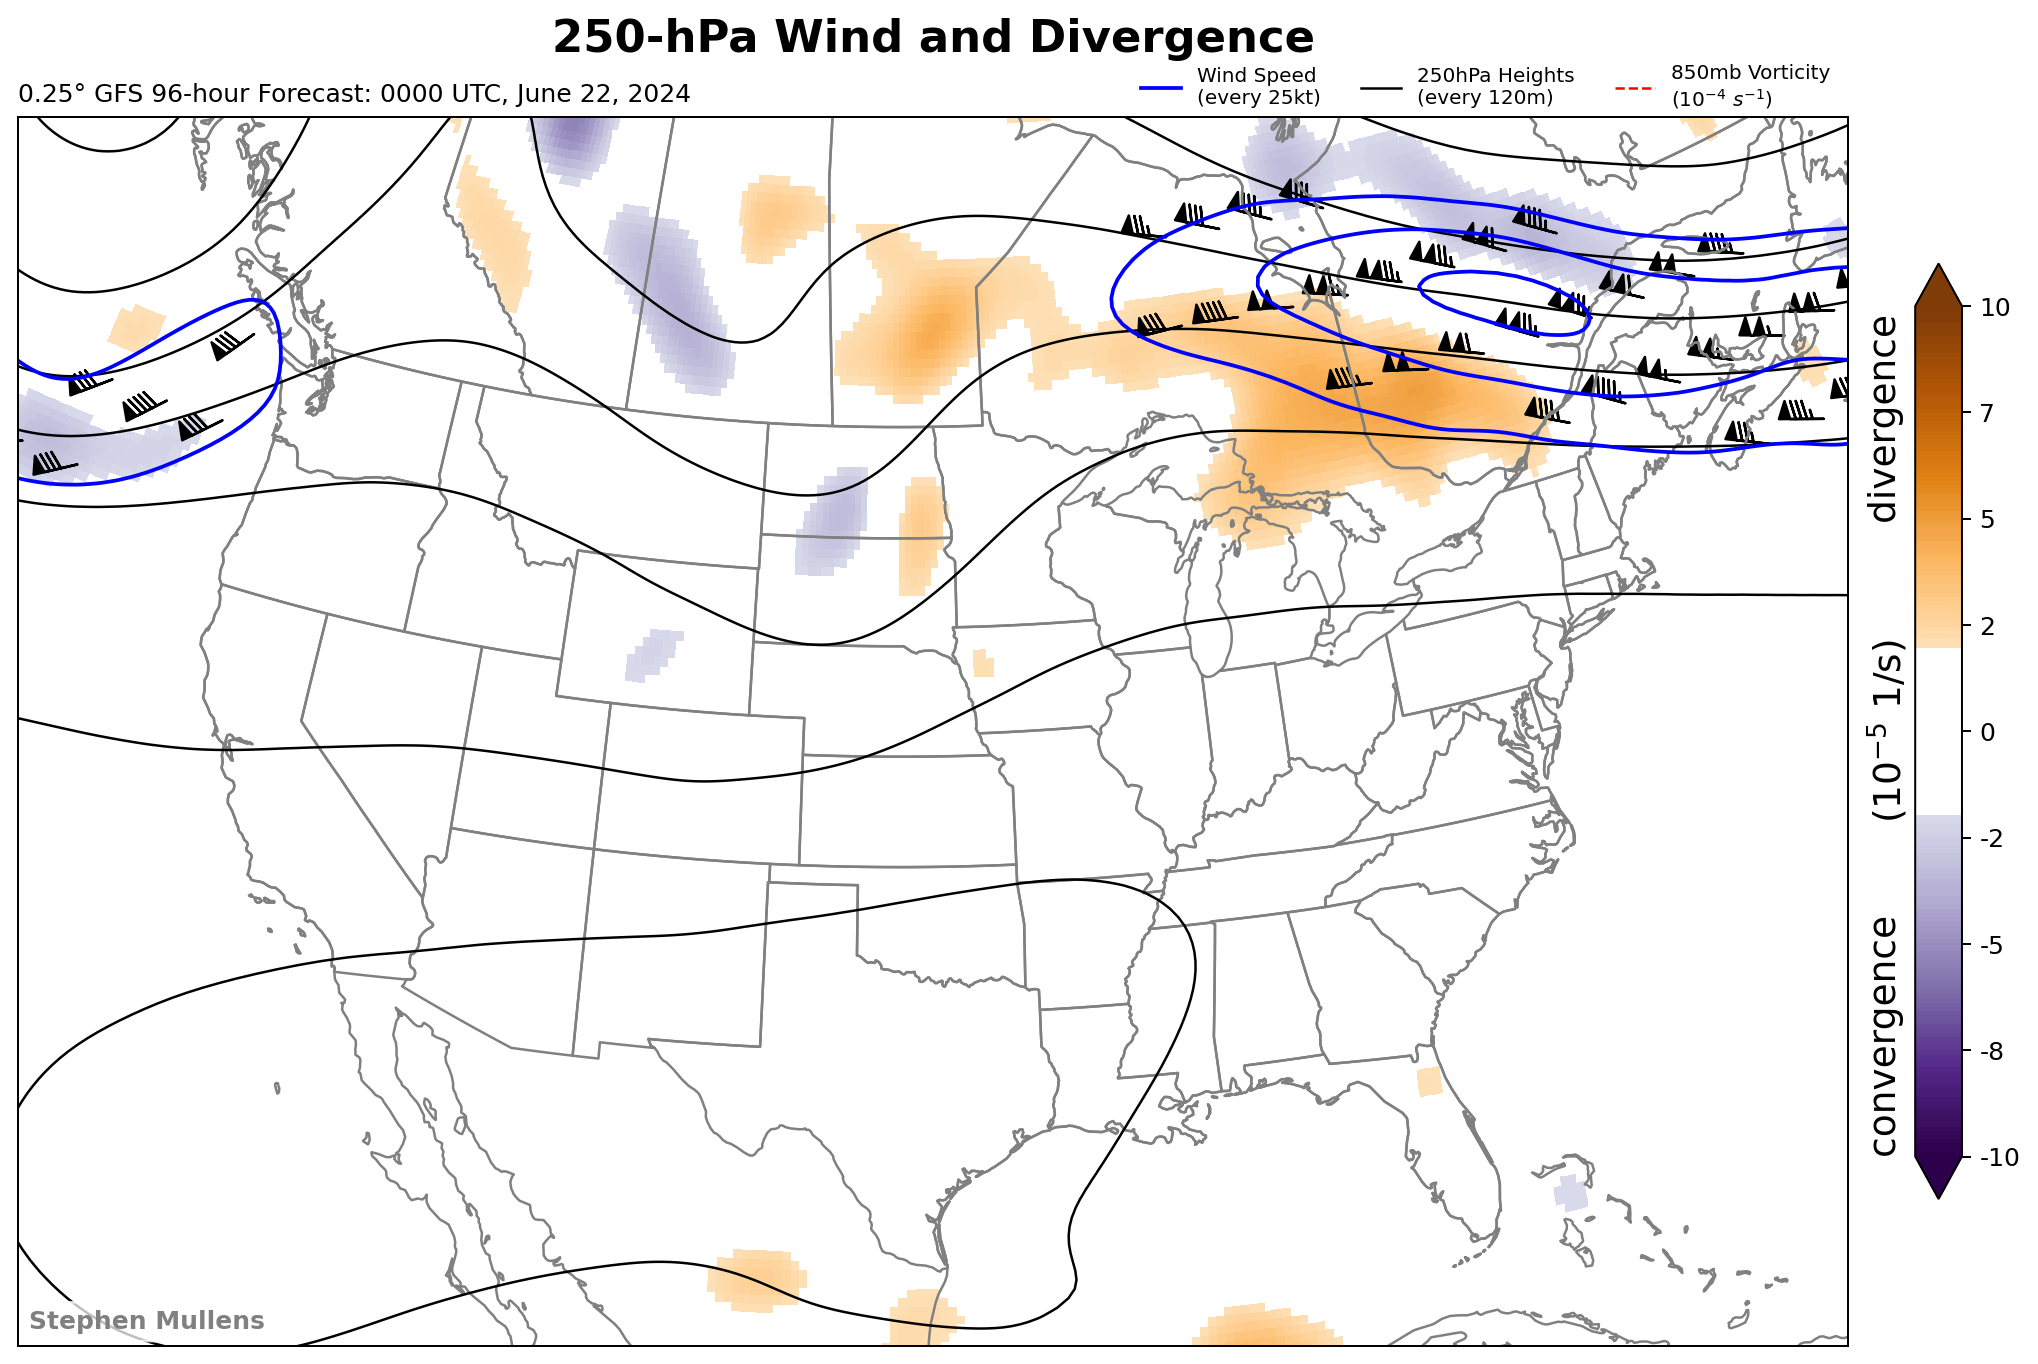 250-hPa Wind and Divergence
0.25° GFS 96-hour Forecast: 0000 UTC, June 22, 2024
Wind Speed
(every 25kt)
250hPa Heights
(every 120m)
850mb Vorticity
(10⁻⁴ s⁻¹)
10
7
5
2
0
-2
-5
-8
-10
convergence (10⁻⁵ 1/s) divergence
Stephen Mullens